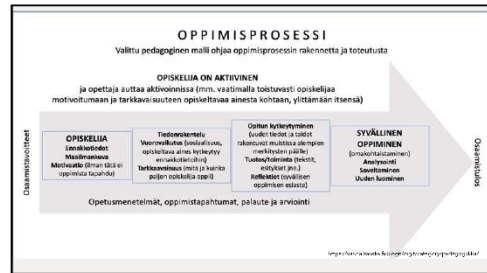 OPPIMISPROSESSI
Valittu pedagoginen malli ohjaa oppimisprosessin rakennetta ja toteutusta
OPISKELIJA ON AKTIIVINEN
ja opettaja auttaa aktivoinnissa (mm. vaatimalla toistuvasti opiskelijaa
motivoitumaan ja tarkkaavaisuuteen opiskeltavaa ainesta kohtaan, ylittämään itsensä)
Osaamistavoitteet
OPISKELIJA
Ennakkotiedot
Maailmankuva
Motivaatio (ilman tätä ei
oppimista tapahdu)
Tiedonrakentelu
Vuorovaikutus (sosiaalisuus,
opiskeltava aines kytkeytyy
ennakkotietoihin)
Tarkkaavaisuus (mitä ja kuinka
paljon opiskelija oppii)
Opitun kytkeytyminen
(uudet tiedot ja taidot
rakentuvat muistissa aiempien
merkitysten päälle)
Tuotos/toiminta (tekstit,
esitykset jne.)
Reflektiot (syvällisen
oppimisen esiaste)
SYVÄLLINEN
OPPIMINEN
(omakohtaistaminen)
Analysointi
Soveltaminen
Uuden luominen
Osaamistulos
Opetusmenetelmät, oppimistapahtumat, palaute ja arviointi